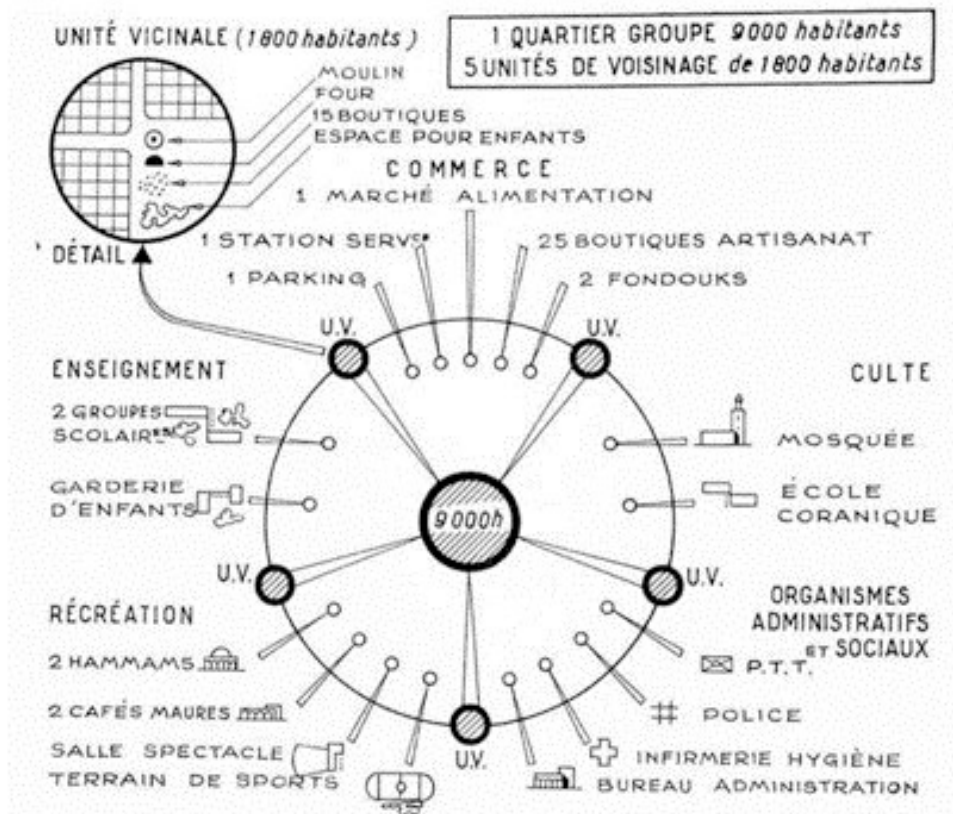 UNITÉ VICINALE (1800 habitants)
1 QUARTIER GROUPE 9000 habitants
5 UNITÉS DE VOISINAGE de 1800 habitants
MOULIN
FOUR
15 BOUTIQUES
ESPACE POUR ENFANTS
DÉTAIL
COMMERCE
1 MARCHÉ ALIMENTATION
1 STATION SERVCE
25 BOUTIQUES ARTISANAT
1 PARKING
2 FONDOUKS
U.V.
U.V.
ENSEIGNEMENT
2 GROUPES
SCOLAIRES
GARDERIE
D'ENFANTS
CULTE
MOSQUÉE
ÉCOLE
CORANIQUE
9000h
U.V.
U.V.
RÉCRÉATION
2 HAMMAMS
2 CAFÉS MAURES
SALLE SPECTACLE
TERRAIN DE SPORTS
U.V.
ORGANISMES
ADMINISTRATIFS
ET SOCIAUX
P.T.T.
POLICE
INFIRMERIE HYGIÈNE
BUREAU ADMINISTRATION